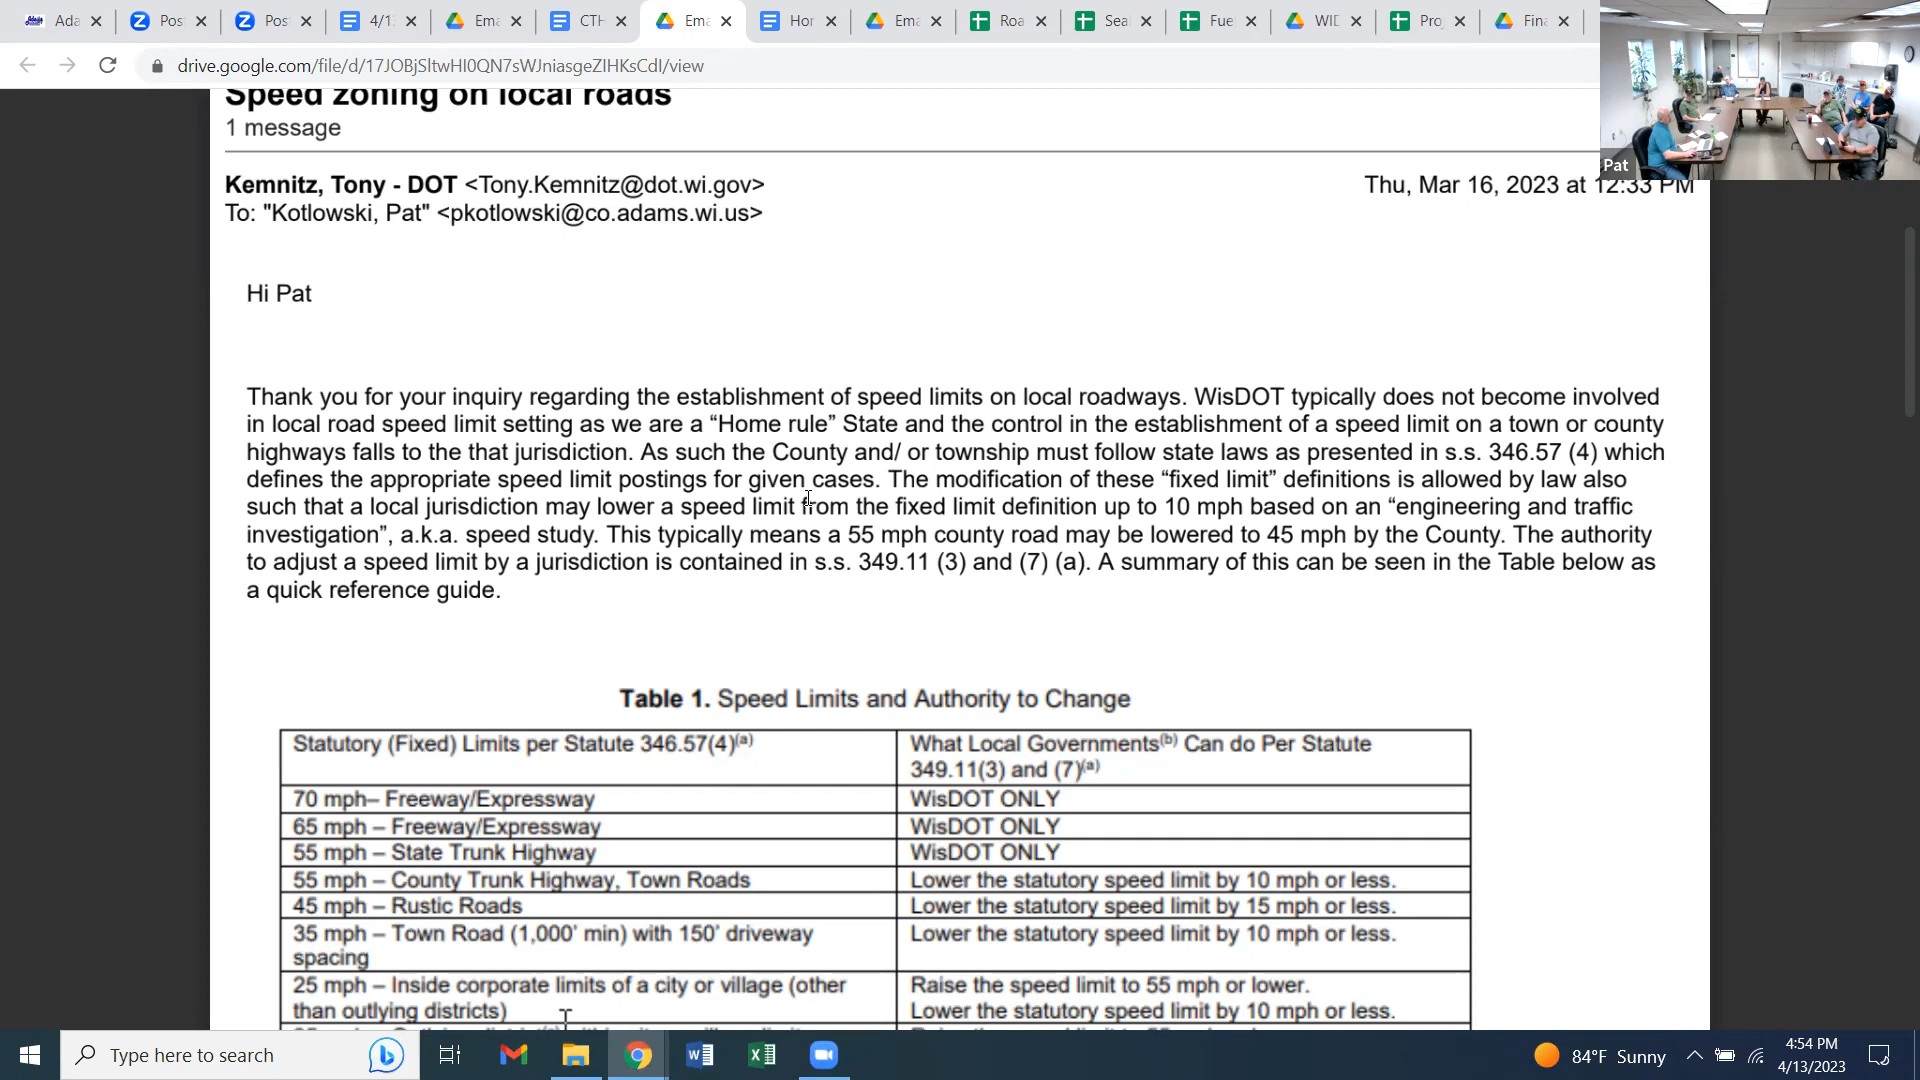 Ada
Pos
Pos
4/1
Ema
CTH
Ema
Hor
Ema
Roa
Sea
Fue
WI
Pro
Fin
drive.google.com/file/d/17JOBjSltwHI0QN7sWJniasgeZIHKsCdI/view
Pat
Speed zoning on local roads
1 message
Kemnitz, Tony - DOT <Tony.Kemnitz@dot.wi.gov>
Thu, Mar 16, 2023 at 12:33 PM
To: "Kotlowski, Pat" <pkotlowski@co.adams.wi.us>
Hi Pat
Thank you for your inquiry regarding the establishment of speed limits on local roadways. WisDOT typically does not become involved
in local road speed limit setting as we are a “Home rule” State and the control in the establishment of a speed limit on a town or county
highways falls to the that jurisdiction. As such the County and/ or township must follow state laws as presented in s.s. 346.57 (4) which
defines the appropriate speed limit postings for given cases. The modification of these “fixed limit” definitions is allowed by law also
such that a local jurisdiction may lower a speed limit from the fixed limit definition up to 10 mph based on an “engineering and traffic
investigation”, a.k.a. speed study. This typically means a 55 mph county road may be lowered to 45 mph by the County. The authority
to adjust a speed limit by a jurisdiction is contained in s.s. 349.11 (3) and (7) (a). A summary of this can be seen in the Table below as
a quick reference guide.
Table 1. Speed Limits and Authority to Change
Statutory (Fixed) Limits per Statute 346.57(4)(a)
What Local Governments(b) Can do Per Statute
349.11(3) and (7)(a)
70 mph– Freeway/Expressway
WisDOT ONLY
65 mph – Freeway/Expressway
WisDOT ONLY
55 mph – State Trunk Highway
WisDOT ONLY
55 mph – County Trunk Highway, Town Roads
Lower the statutory speed limit by 10 mph or less.
45 mph – Rustic Roads
Lower the statutory speed limit by 15 mph or less.
35 mph – Town Road (1,000’ min) with 150’ driveway
spacing
Lower the statutory speed limit by 10 mph or less.
25 mph – Inside corporate limits of a city or village (other
than outlying districts)
Raise the speed limit to 55 mph or lower.
Lower the statutory speed limit by 10 mph or less.
Type here to search
84°F Sunny
4:54 PM
4/13/2023